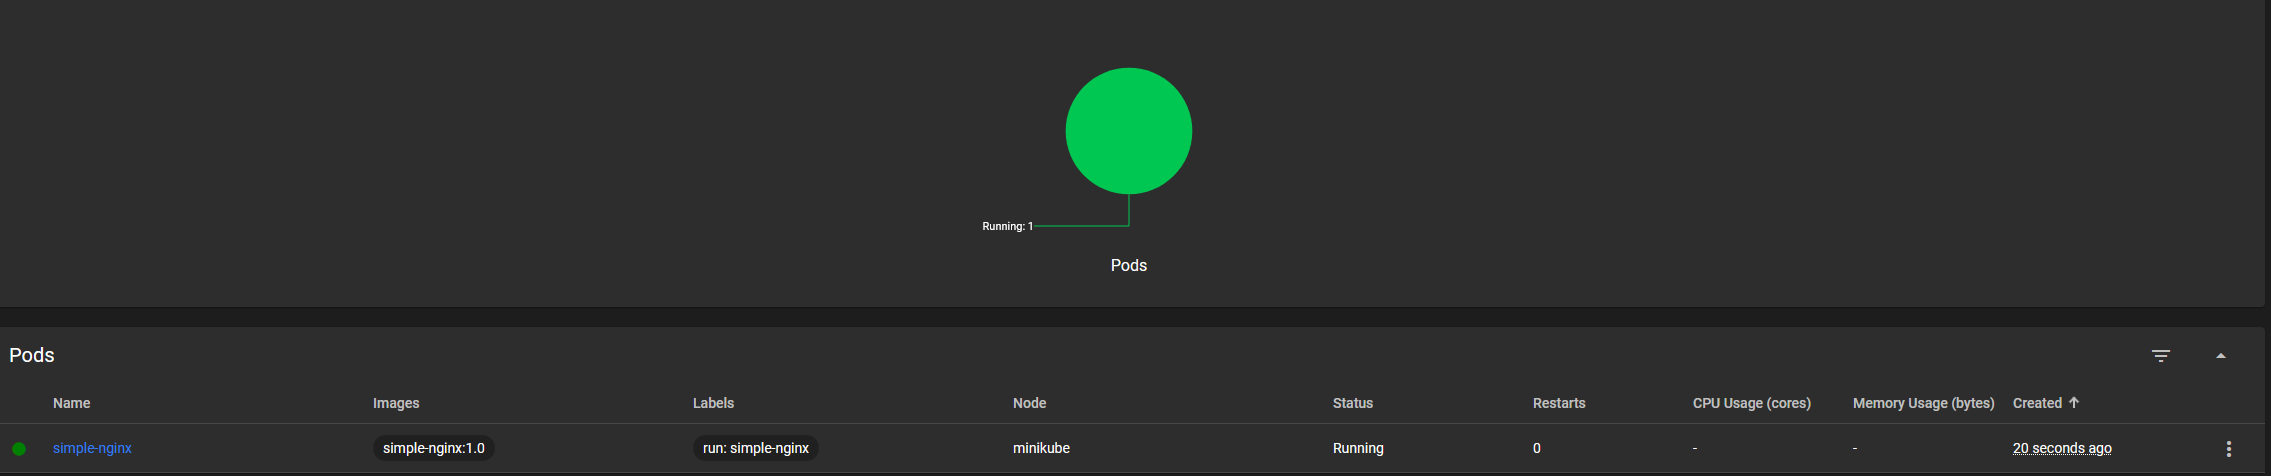 Running: 1
Pods
Pods
Name Images Labels Node Status Restarts CPU Usage (cores) Memory Usage (bytes) Created
simple-nginx simple-nginx:1.0 run: simple-nginx minikube Running 0 - - 20 seconds ago